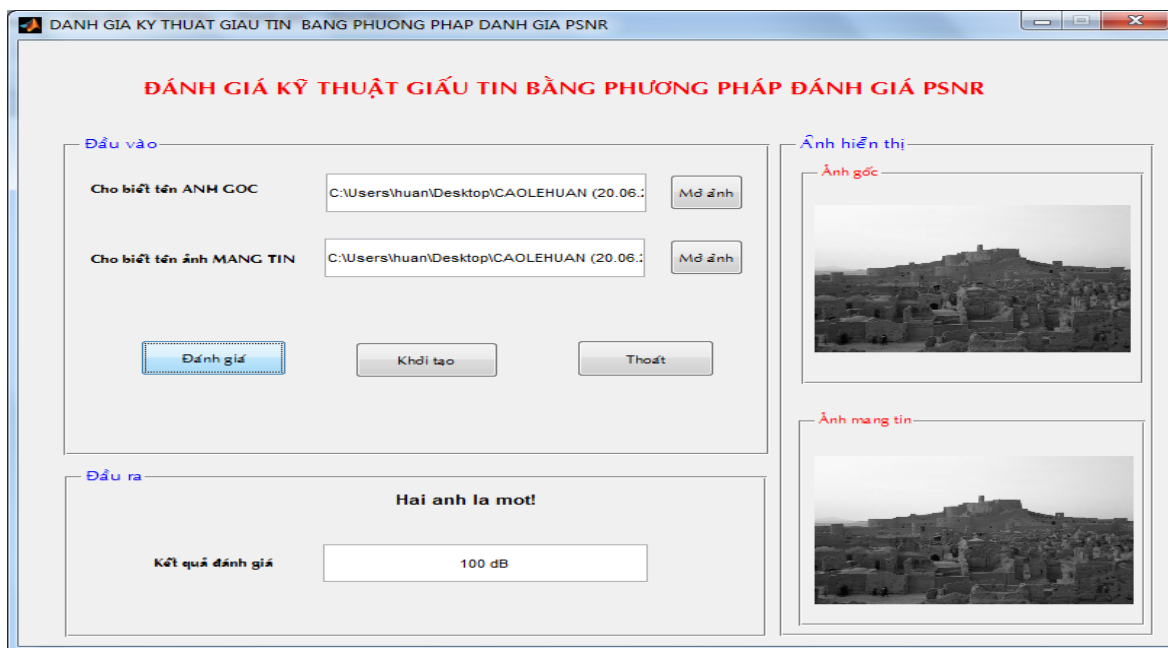 DANH GIA KY THUAT GIAU TIN BANG PHUONG PHAP DANH GIA PSNR
ĐÁNH GIÁ KỸ THUẬT GIẤU TIN BẰNG PHƯƠNG PHÁP ĐÁNH GIÁ PSNR
Đầu vào
Cho biết tên ANH GOC
C:\Users\huan\Desktop\CAOLEHUAN (20.06.2
Mở ảnh
Cho biết tên ảnh MANG TIN
C:\Users\huan\Desktop\CAOLEHUAN (20.06.2
Mở ảnh
Đánh giá
Khởi tạo
Thoát
Đầu ra
Hai anh la mot!
Kết quả đánh giá
100 dB
Ảnh hiển thị
Ảnh gốc
Ảnh mang tin